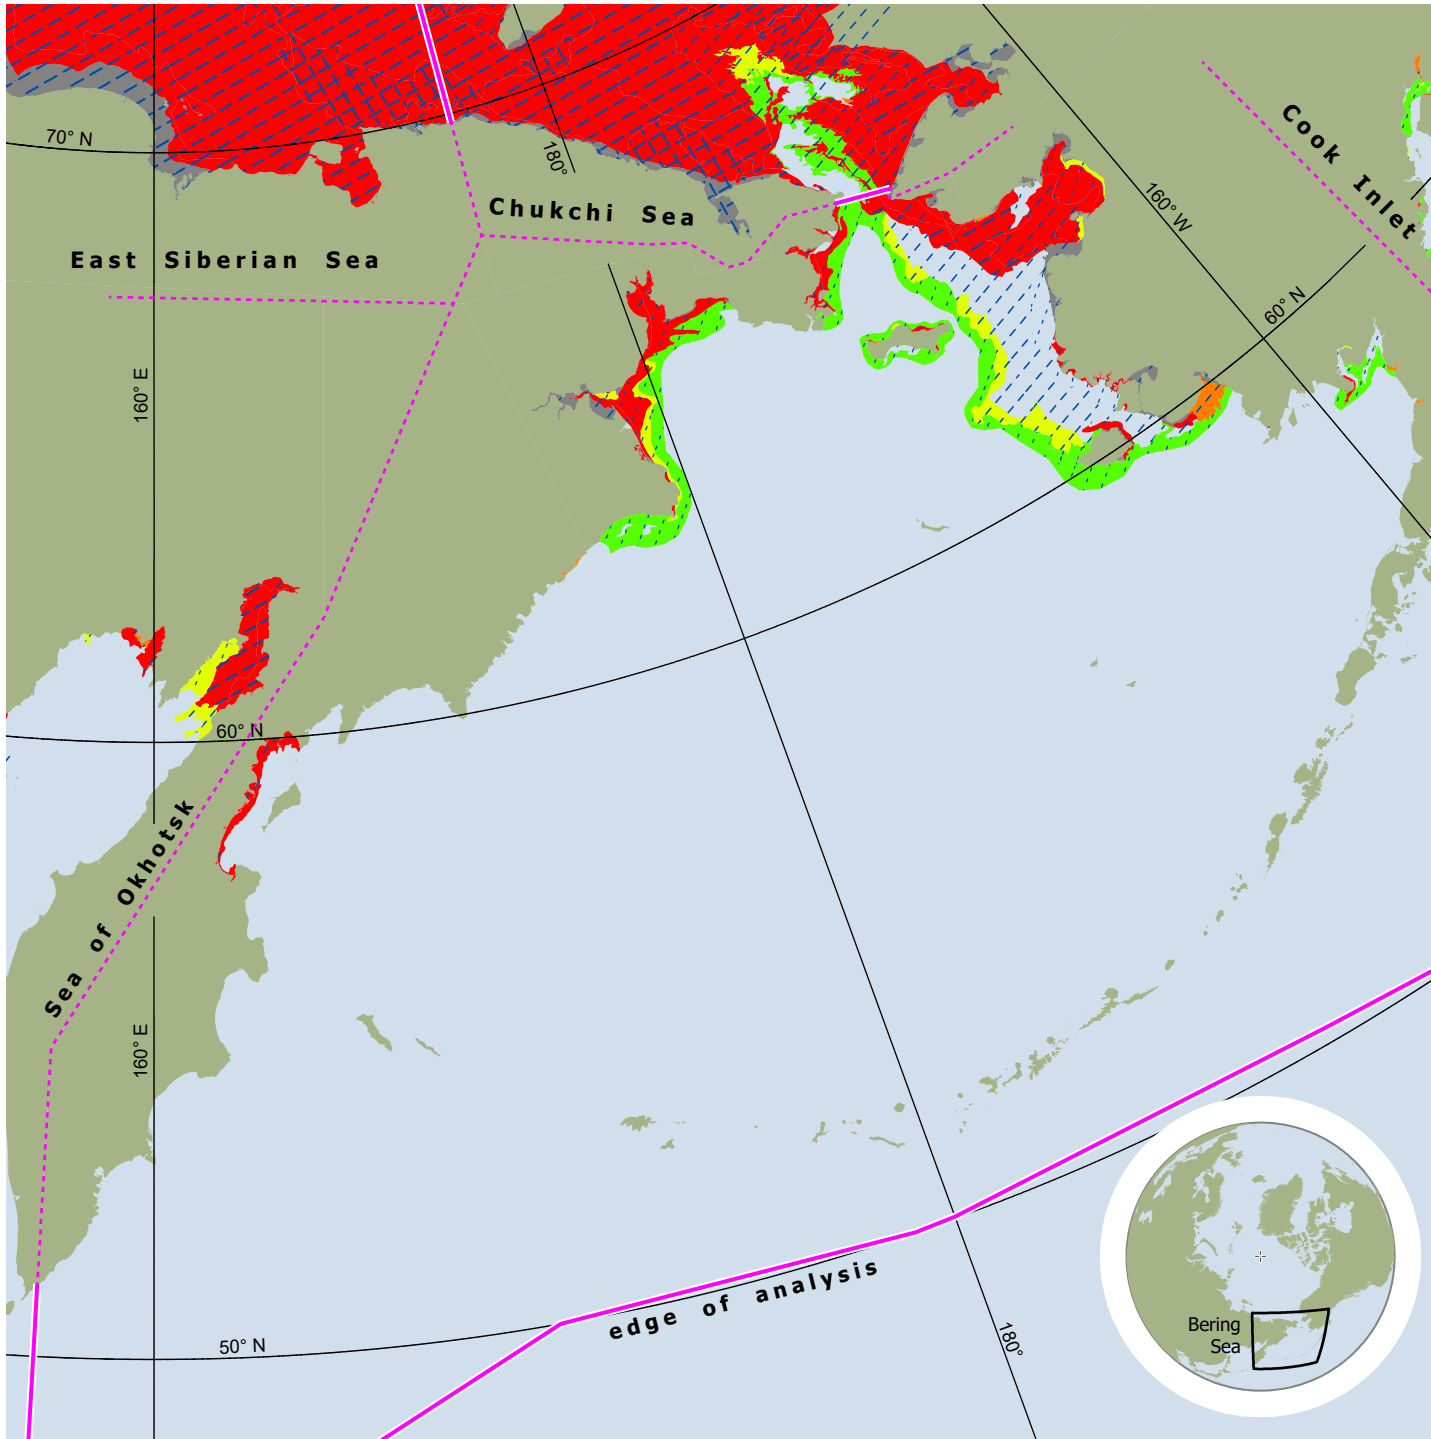 70° N
180°
Chukchi Sea
East Siberian Sea
Cook Inlet
160° W
60° N
160° E
60° N
Sea of Okhotsk
160° E
edge of analysis
50° N
180°
Bering
Sea